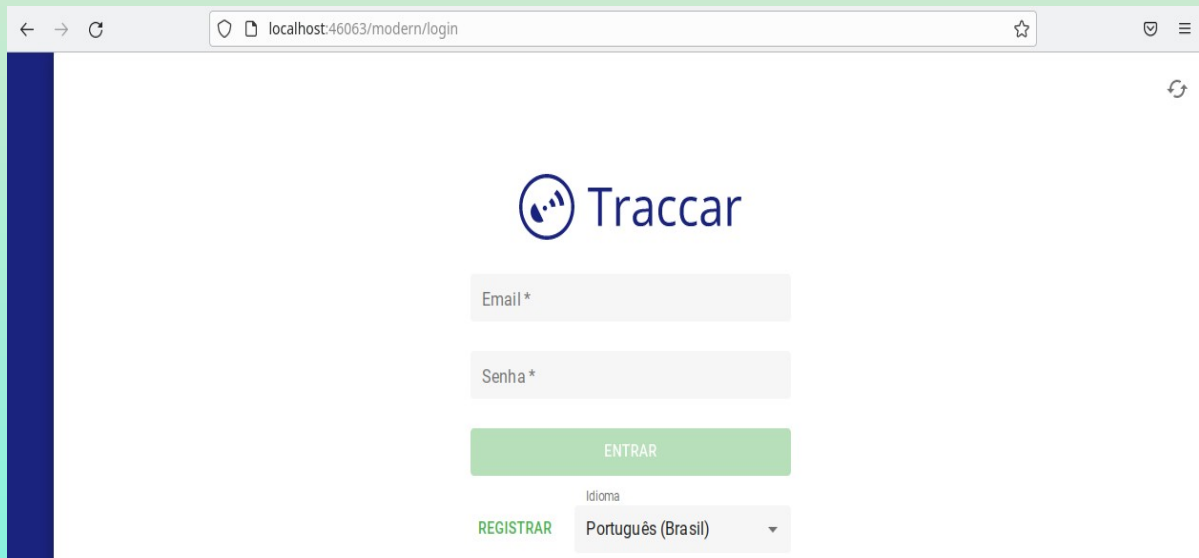 localhost:46063/modern/login
Traccar
Email *
Senha *
ENTRAR
Idioma
REGISTRAR Português (Brasil)